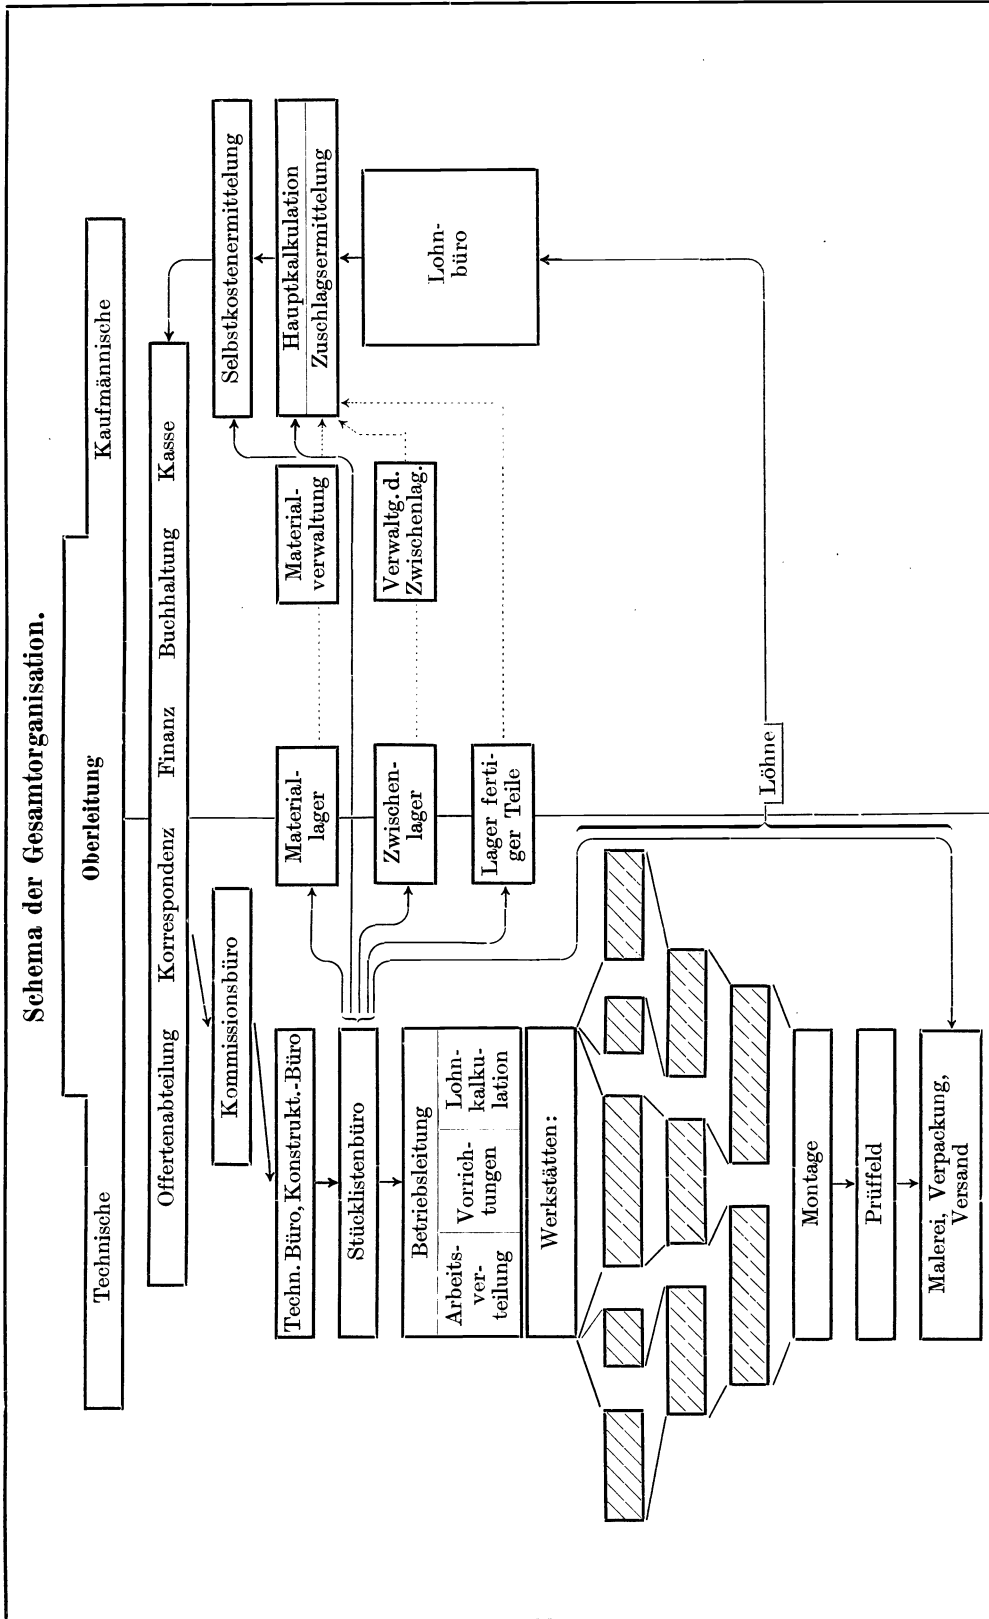 Schema der Gesamtorganisation.
Oberleitung
Technische
Kaufmännische
Offertenabteilung Korrespondenz Finanz Buchhaltung Kasse
Kommissionsbüro
Selbstkostenermittelung
Techn. Büro, Konstrukt.-Büro
Material-
lager
Material-
verwaltung
Hauptkalkulation
Zuschlagsermittelung
Stücklistenbüro
Zwischen-
lager
Verwaltg. d.
Zwischenlag.
Lohn-
büro
Betriebsleitung
Arbeits-
ver-
teilung
Vorrich-
tungen
Lohn-
kalku-
lation
Lager ferti-
ger Teile
Werkstätten:
Löhne
Montage
Prüffeld
Malerei, Verpackung,
Versand